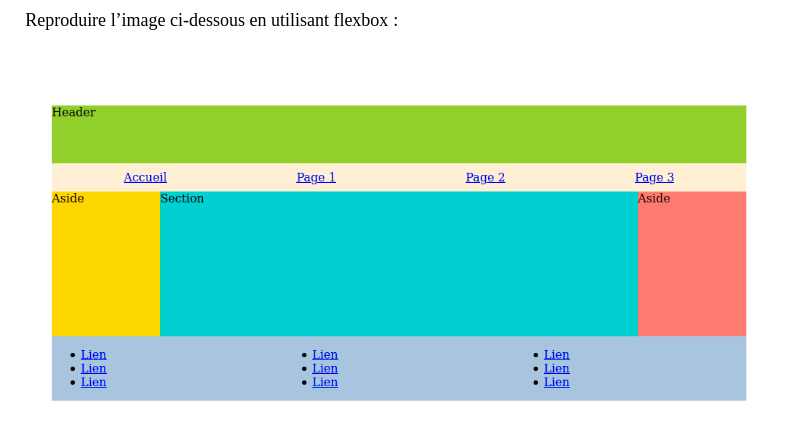 Reproduire l’image ci-dessous en utilisant flexbox :
Header
Accueil Page 1 Page 2 Page 3
Aside Section Aside
Lien Lien Lien
Lien Lien Lien
Lien Lien Lien